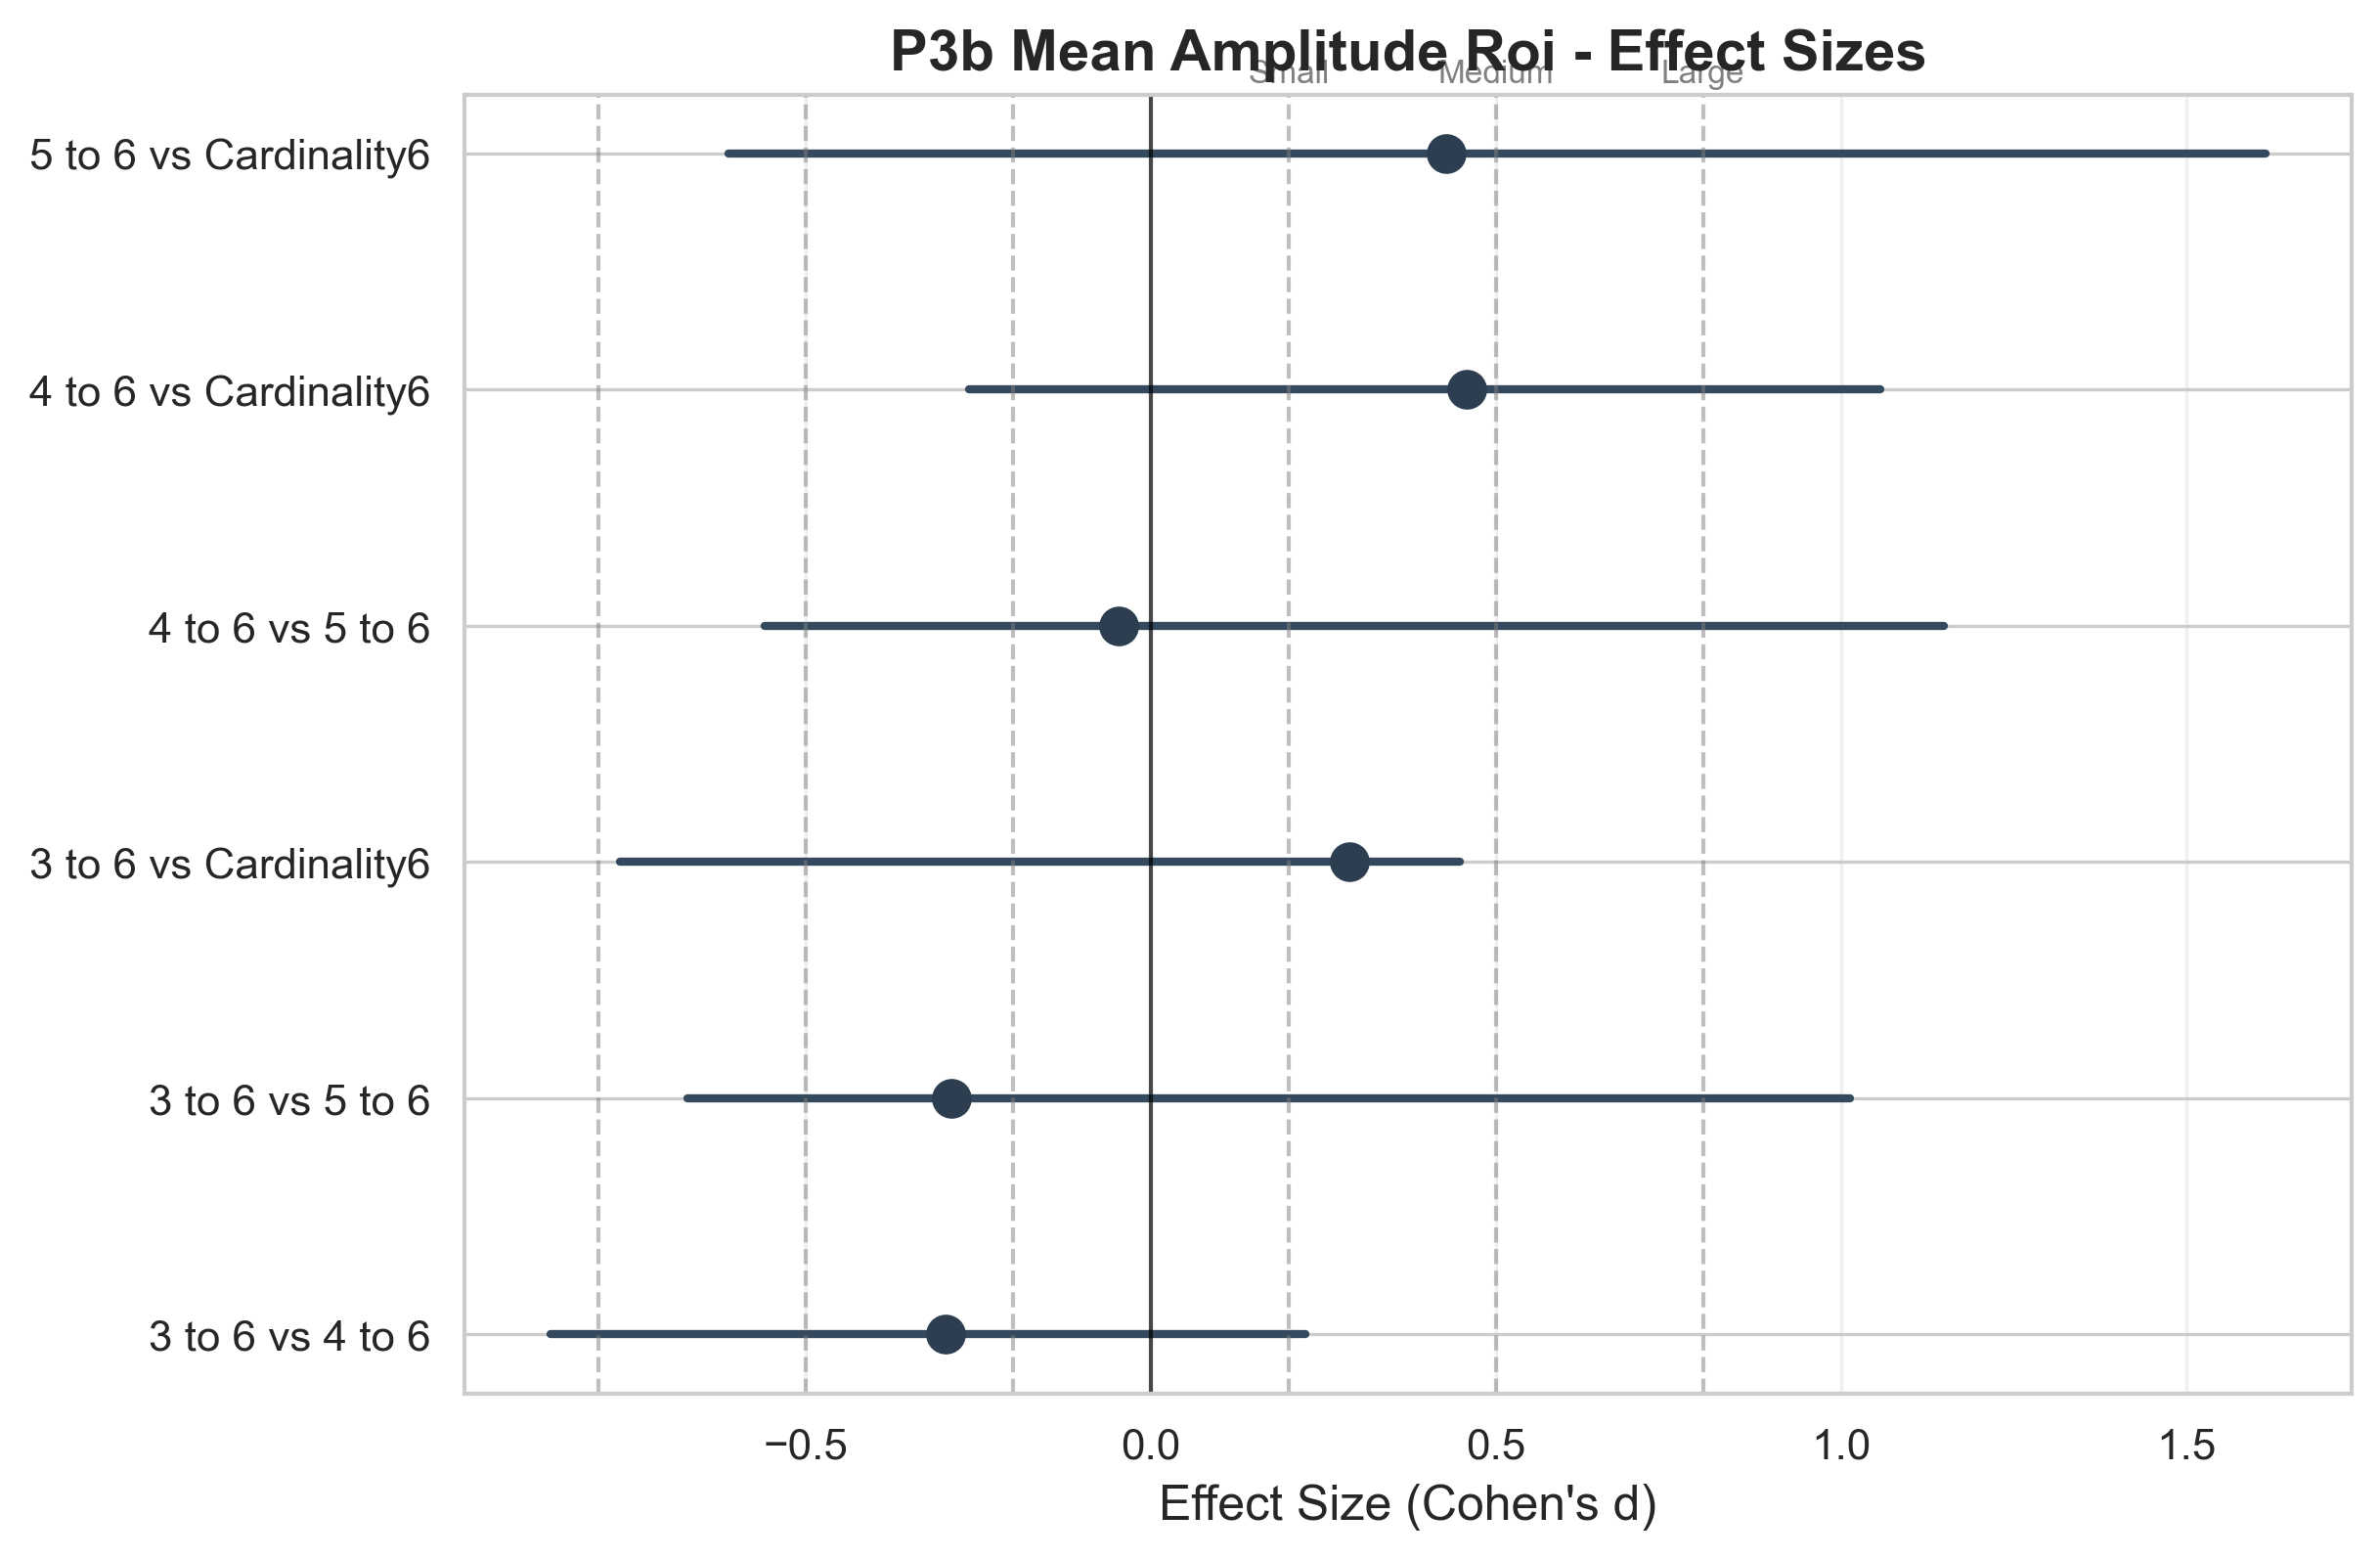 P3b Mean Amplitude Roi - Effect Sizes
Small Medium Large
5 to 6 vs Cardinality6
4 to 6 vs Cardinality6
4 to 6 vs 5 to 6
3 to 6 vs Cardinality6
3 to 6 vs 5 to 6
3 to 6 vs 4 to 6
−0.5 0.0 0.5 1.0 1.5
Effect Size (Cohen's d)